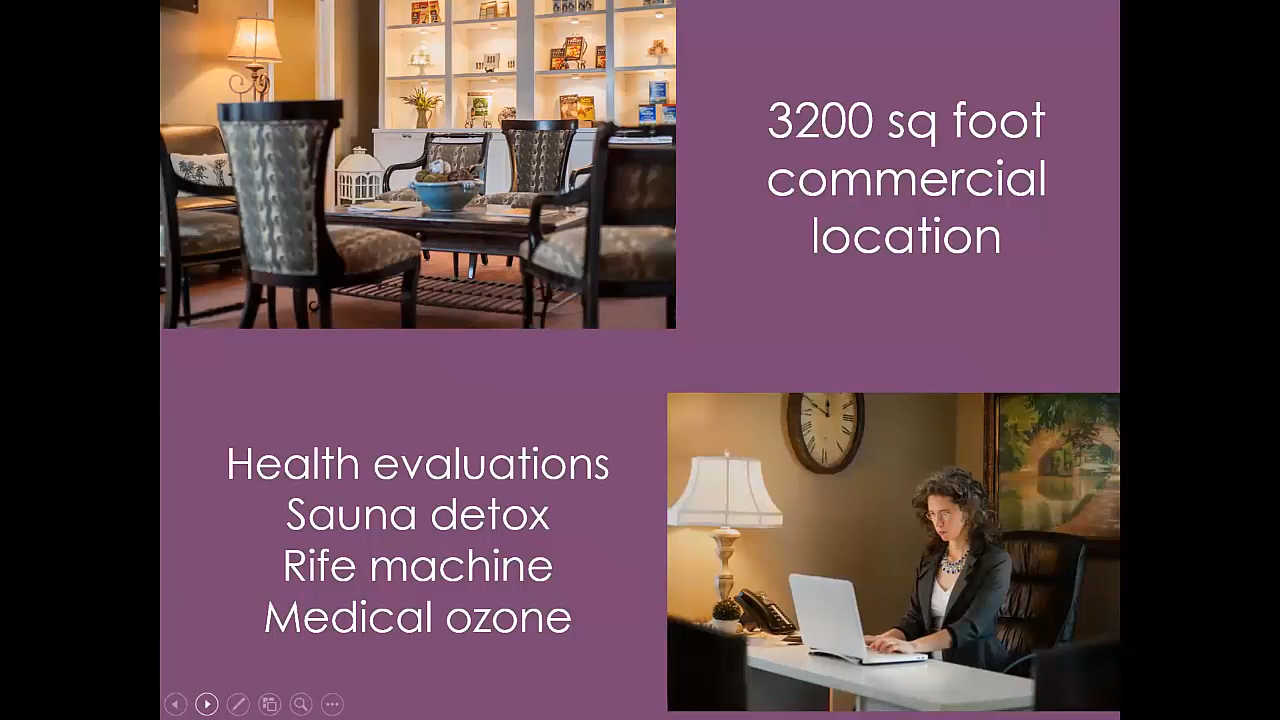 3200 sq foot
commercial
location
Health evaluations
Sauna detox
Rife machine
Medical ozone